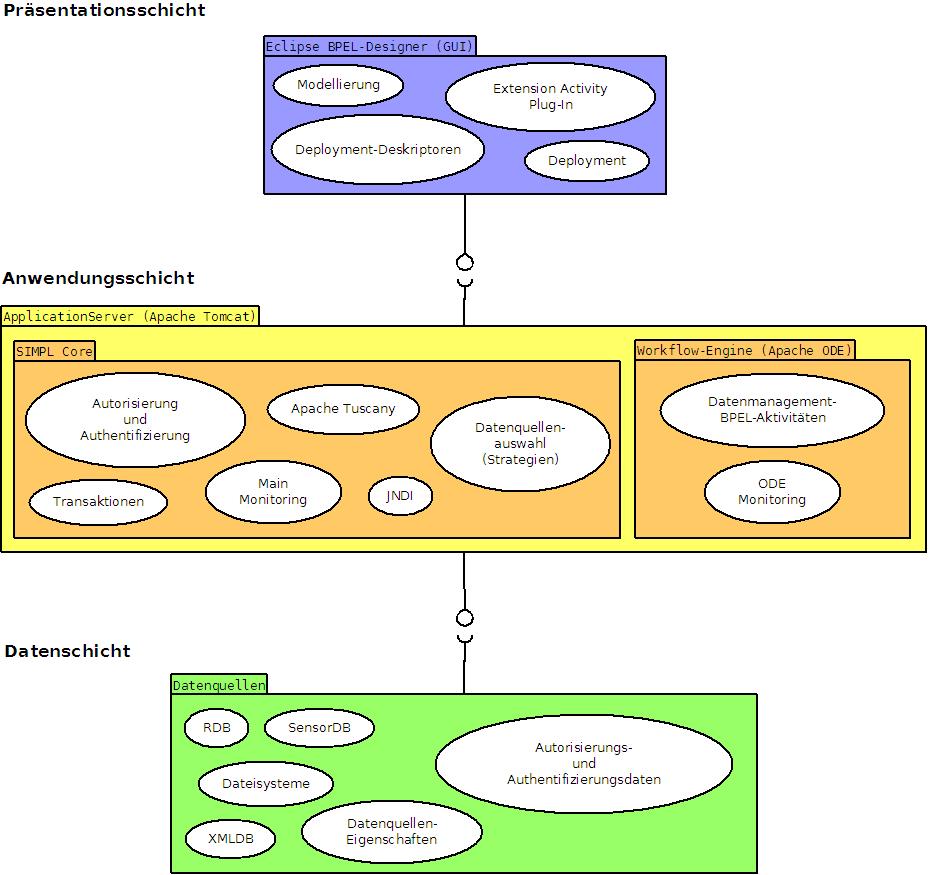 Präsentationsschicht
Eclipse BPEL-Designer (GUI)
Modellierung
Extension Activity
Plug-In
Deployment-Deskriptoren
Deployment
Anwendungsschicht
ApplicationServer (Apache Tomcat)
SIMPL Core
Autorisierung
und
Authentifizierung
Apache Tuscany
Datenquellen-
auswahl
(Strategien)
Transaktionen
Main
Monitoring
JNDI
Workflow-Engine (Apache ODE)
Datenmanagement-
BPEL-Aktivitäten
ODE
Monitoring
Datenschicht
Datenquellen
RDB
SensorDB
Autorisierungs-
und
Authentifizierungsdaten
Dateisysteme
XMLDB
Datenquellen-
Eigenschaften